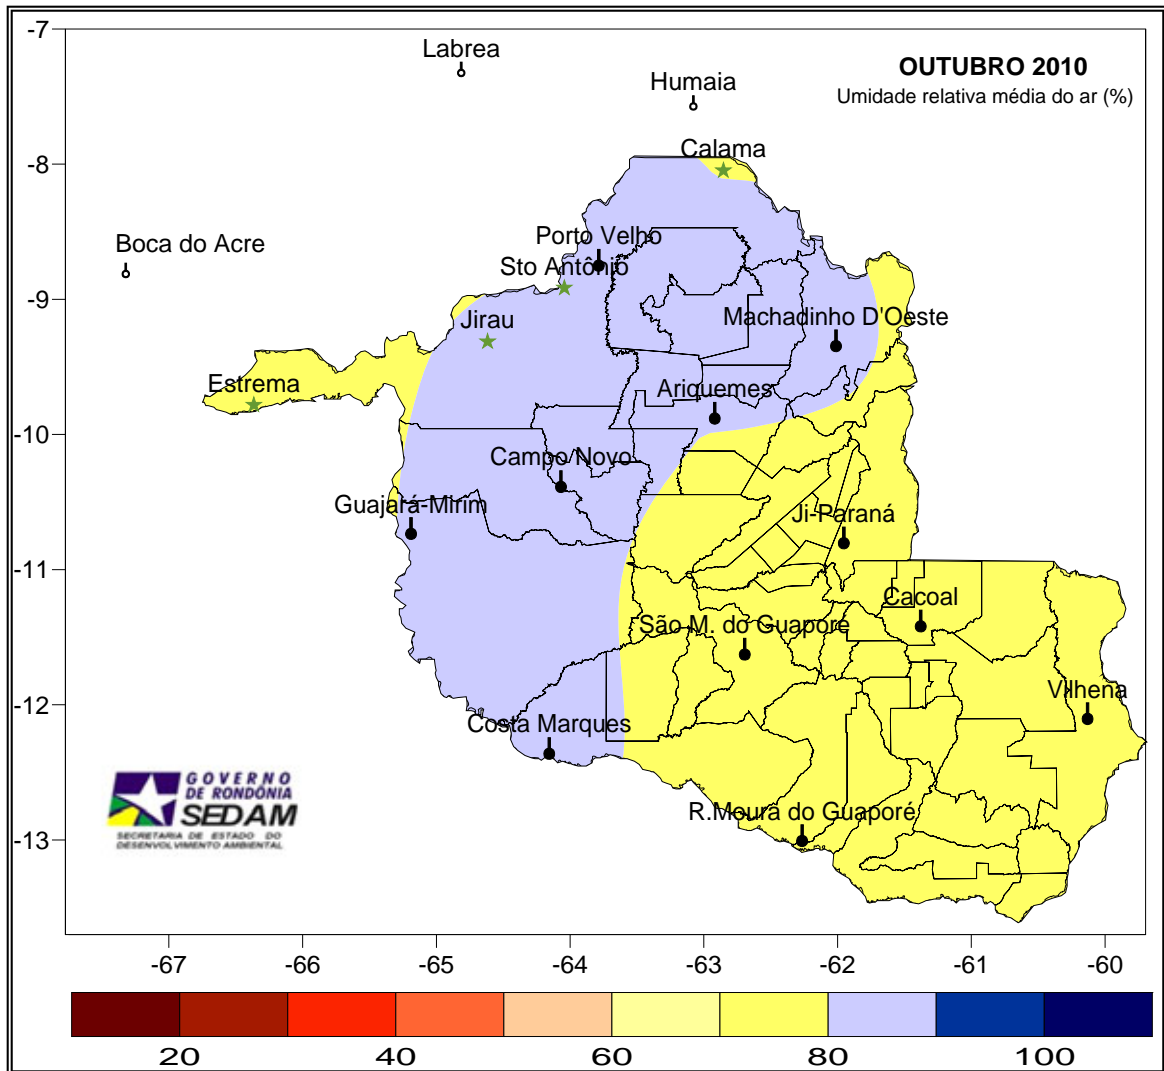 OUTUBRO 2010
Umidade relativa média do ar (%)
-7
-8
-9
-10
-11
-12
-13
Labrea
Humaia
Calama
Boca do Acre
Porto Velho
Sto Antônio
Jirau
Machadinho D'Oeste
Estrema
Ariquemes
Campo Novo
Guajará-Mirim
Ji-Paraná
Cacoal
São M. do Guaporé
Vilhena
Costa Marques
R.Moura do Guaporé
GOVERNO
DE RONDÔNIA
SEDAM
SECRETARIA DE ESTADO DO
DESENVOLVIMENTO AMBIENTAL
-67 -66 -65 -64 -63 -62 -61 -60
20 40 60 80 100